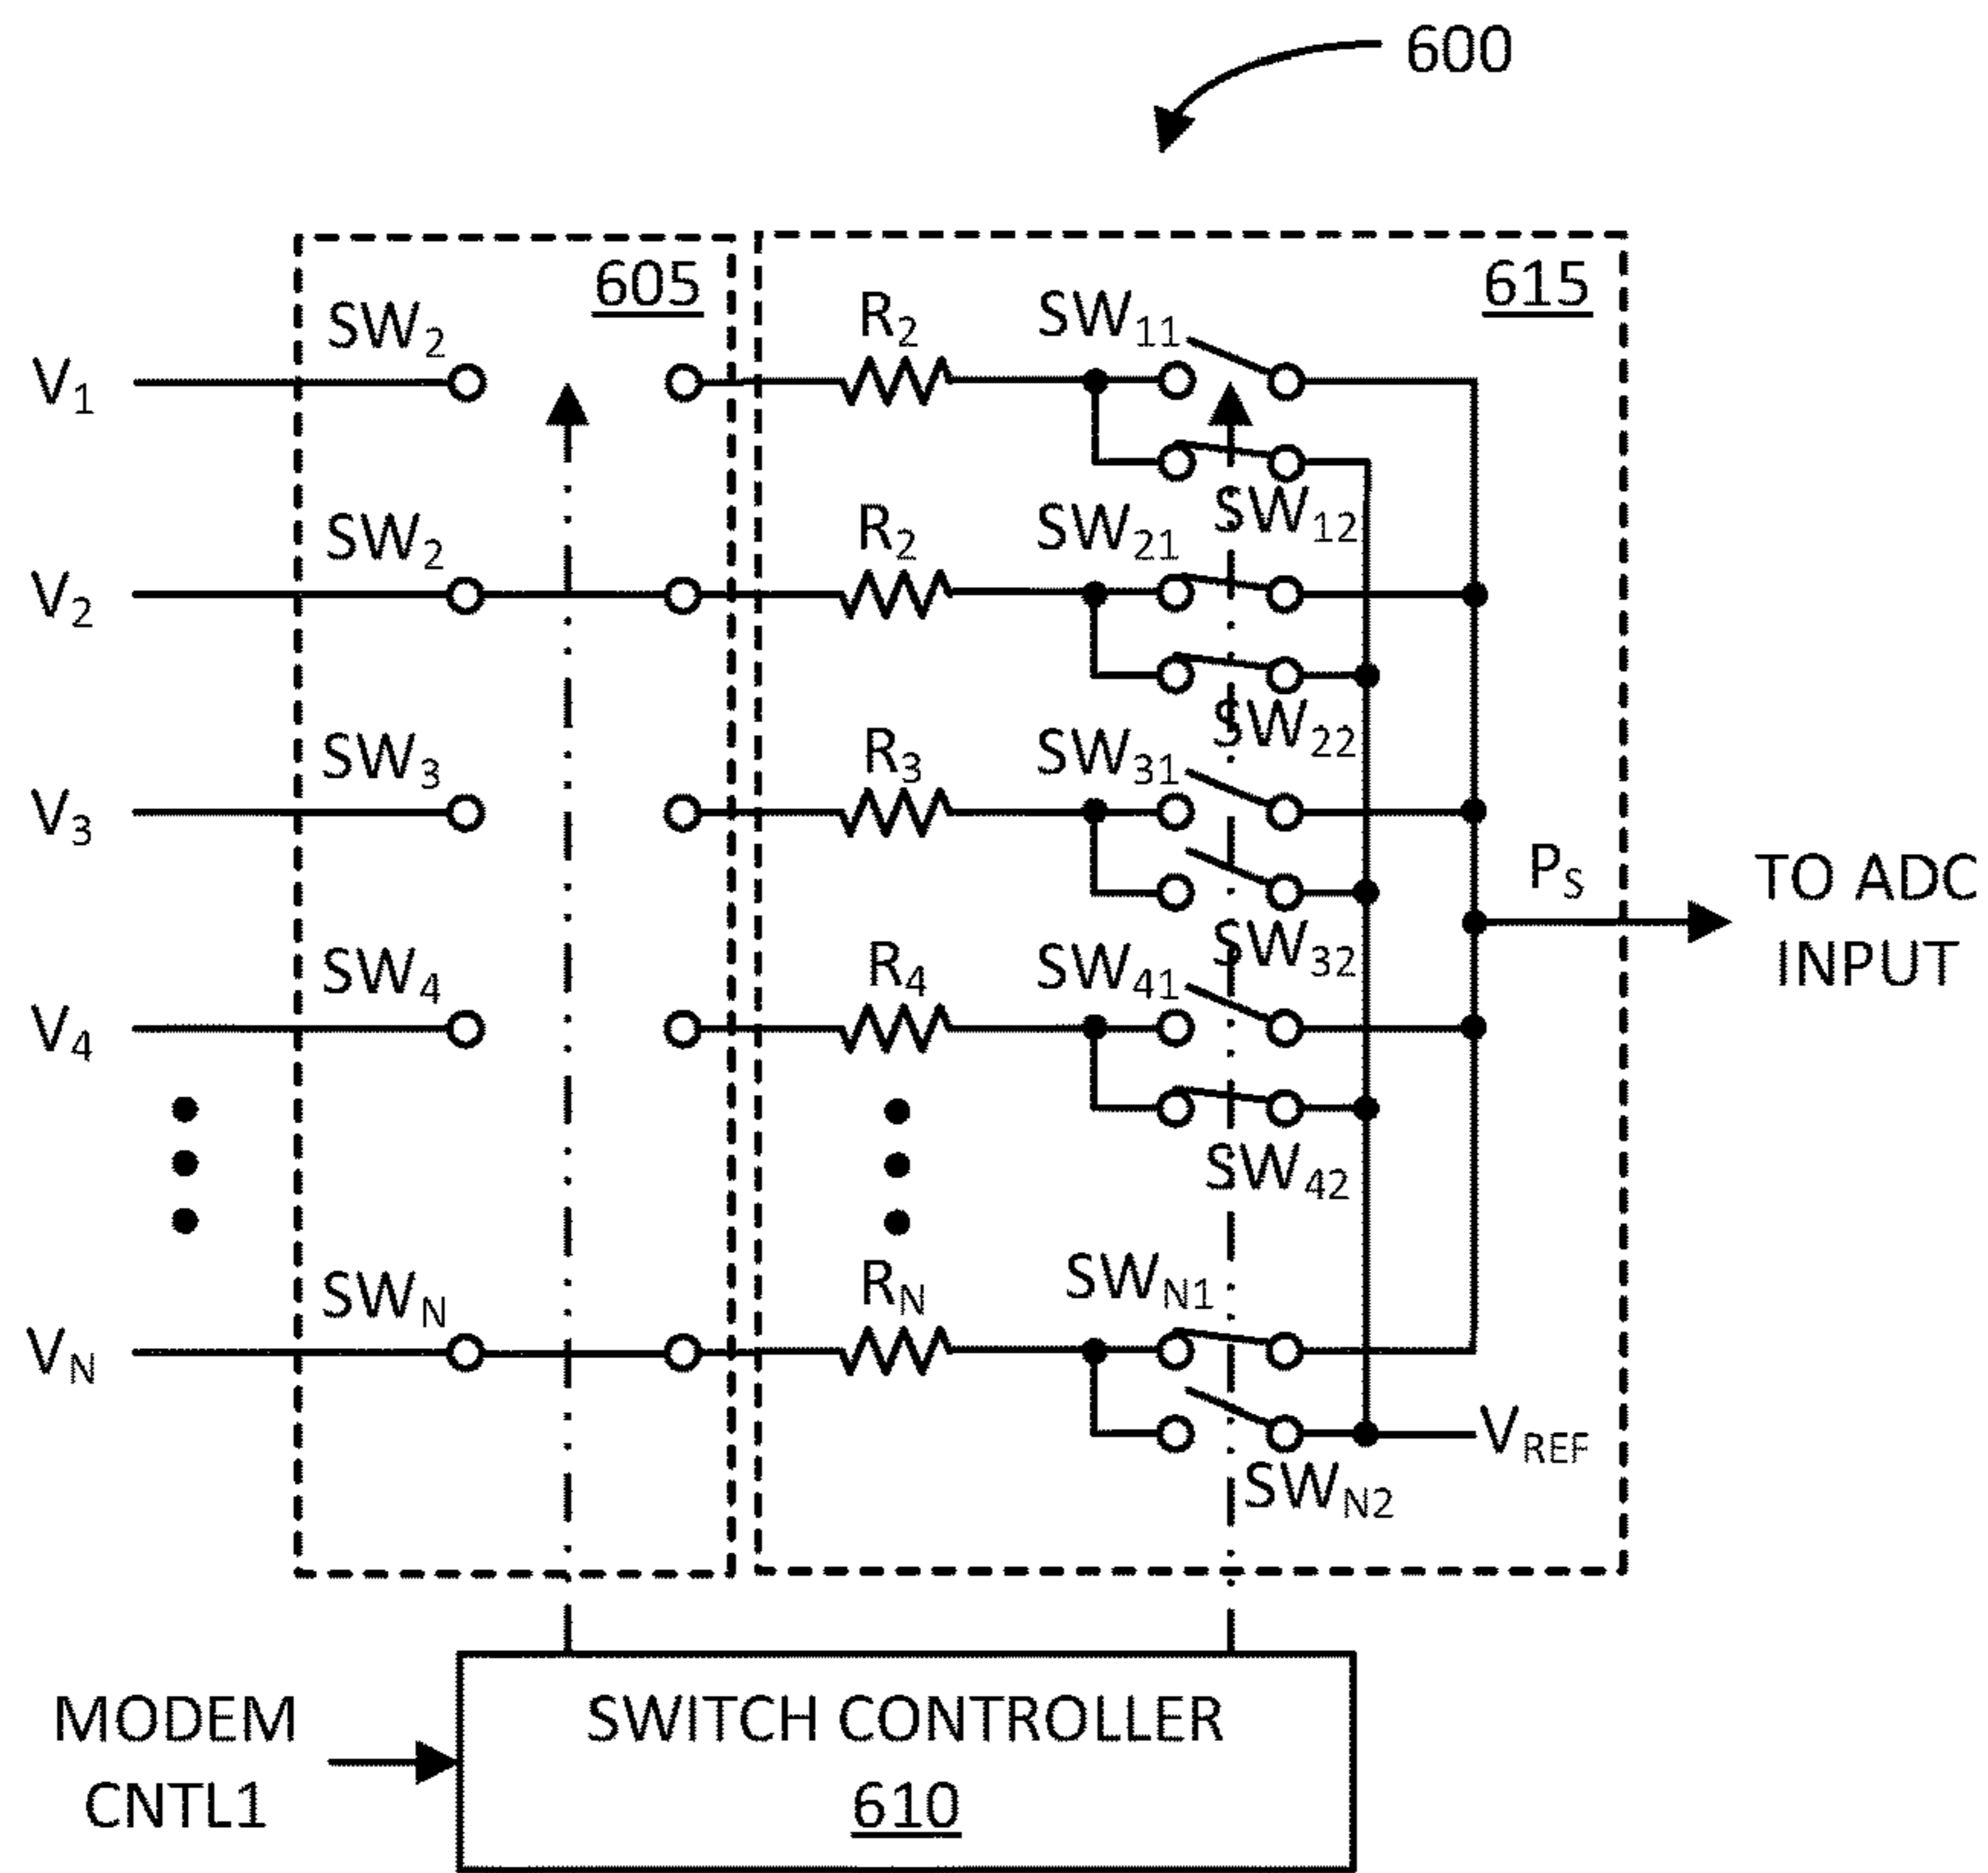 600
605
615
SW2
R2
SW11
V1
SW12
SW2
R2
SW21
V2
SW22
SW3
R3
SW31
V3
PS
TO ADC
INPUT
SW32
SW4
R4
SW41
V4
SW42
SWN
RN
SWN1
VN
VREF
SWN2
MODEM
CNTL1
SWITCH CONTROLLER
610